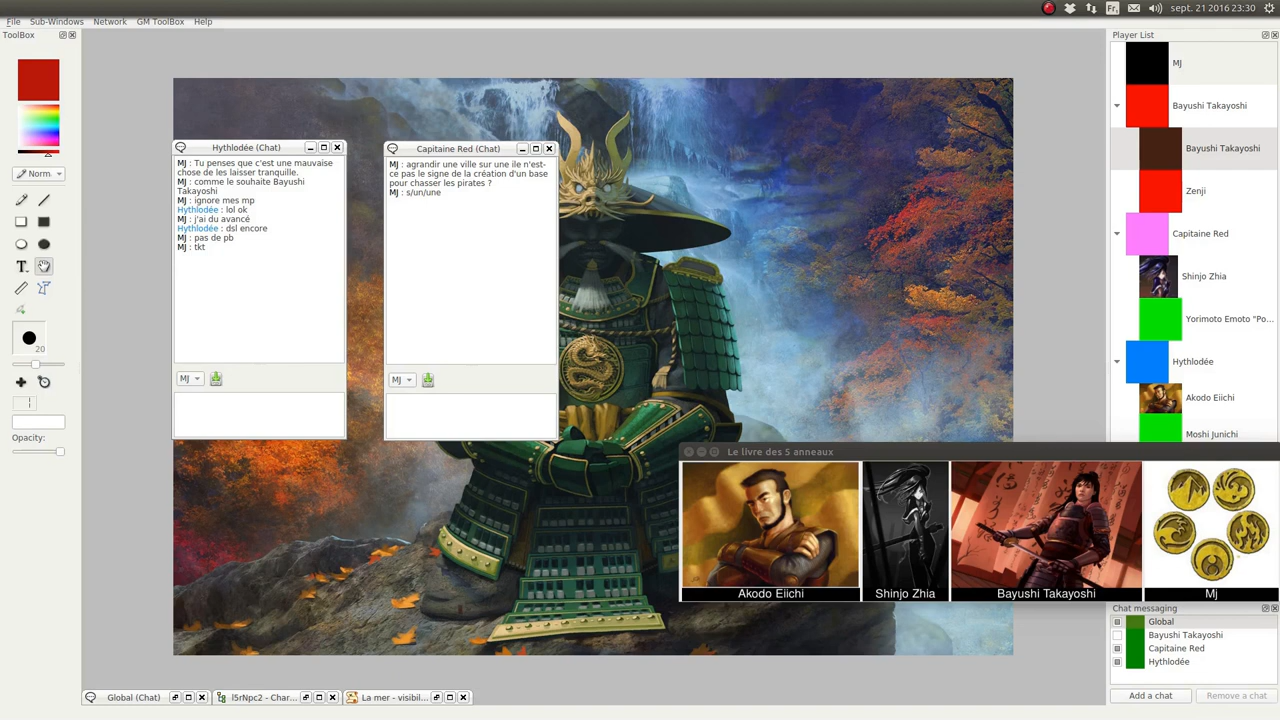 Fr
sept. 21 2016 23:30
File Sub-Windows Network GM ToolBox Help
ToolBox
Norm
T.
20
Opacity:
Hythlodée (Chat)
MJ : Tu penses que c'est une mauvaise
chose de les laisser tranquille.
MJ : comme le souhaite Bayushi
Takayoshi
MJ : ignore mes mp
Hythlodée : lol ok
MJ : j'ai du avancé
Hythlodée : dsl encore
MJ : pas de pb
MJ : tkt
MJ
Capitaine Red (Chat)
MJ : agrandir une ville sur une ile n'est-
ce pas le signe de la création d'un base
pour chasser les pirates ?
MJ : s/un/une
MJ
Player List
MJ
Bayushi Takayoshi
Bayushi Takayoshi
Zenji
Capitaine Red
Shinjo Zhia
Yorimoto Emoto "Po...
Hythlodée
Akodo Eiichi
Moshi Junichi
Le livre des 5 anneaux
Akodo Eiichi
Shinjo Zhia
Bayushi Takayoshi
Mj
Chat messaging
Global
Bayushi Takayoshi
Capitaine Red
Hythlodée
Add a chat
Remove a chat
Global (Chat)
l5rNpc2 - Char...
La mer - visibil...